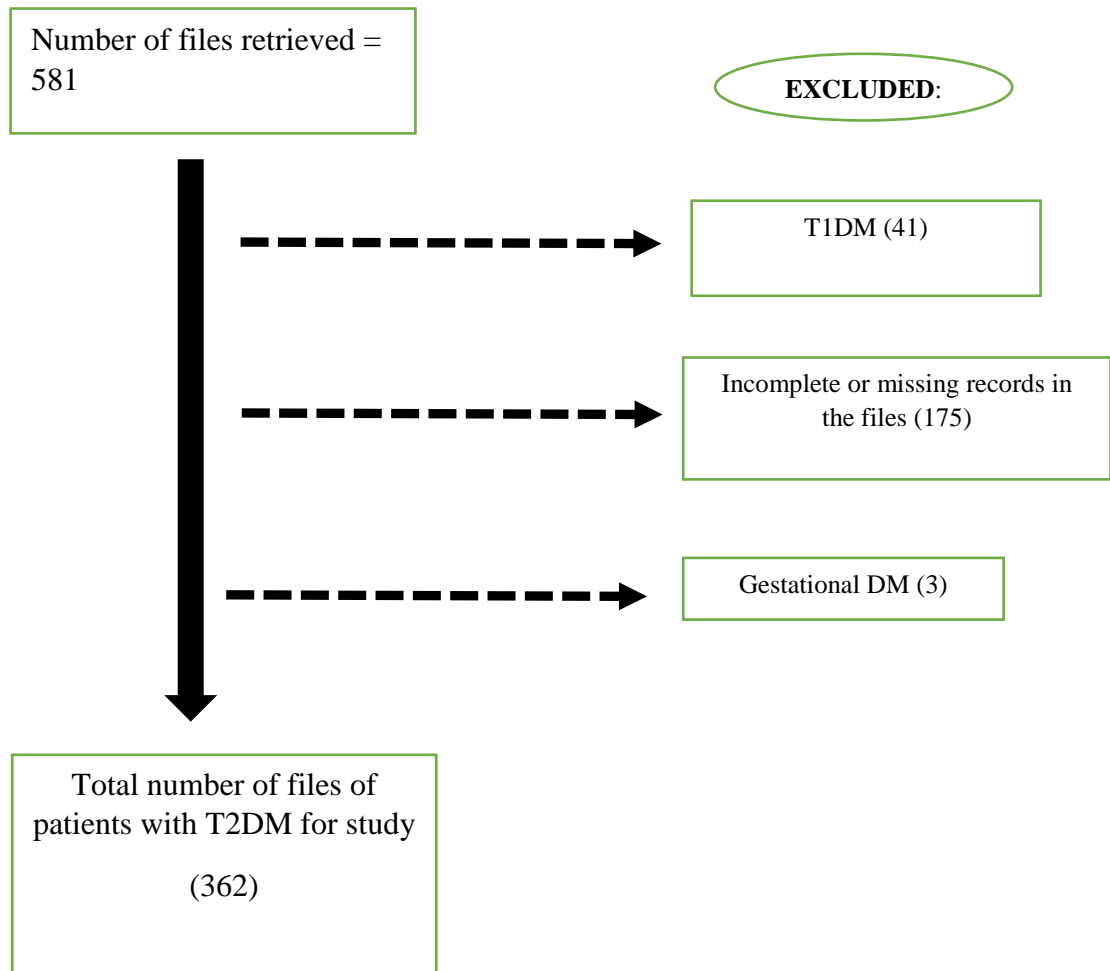 Number of files retrieved =
581
EXCLUDED:
T1DM (41)
Incomplete or missing records in
the files (175)
Gestational DM (3)
Total number of files of
patients with T2DM for study
(362)